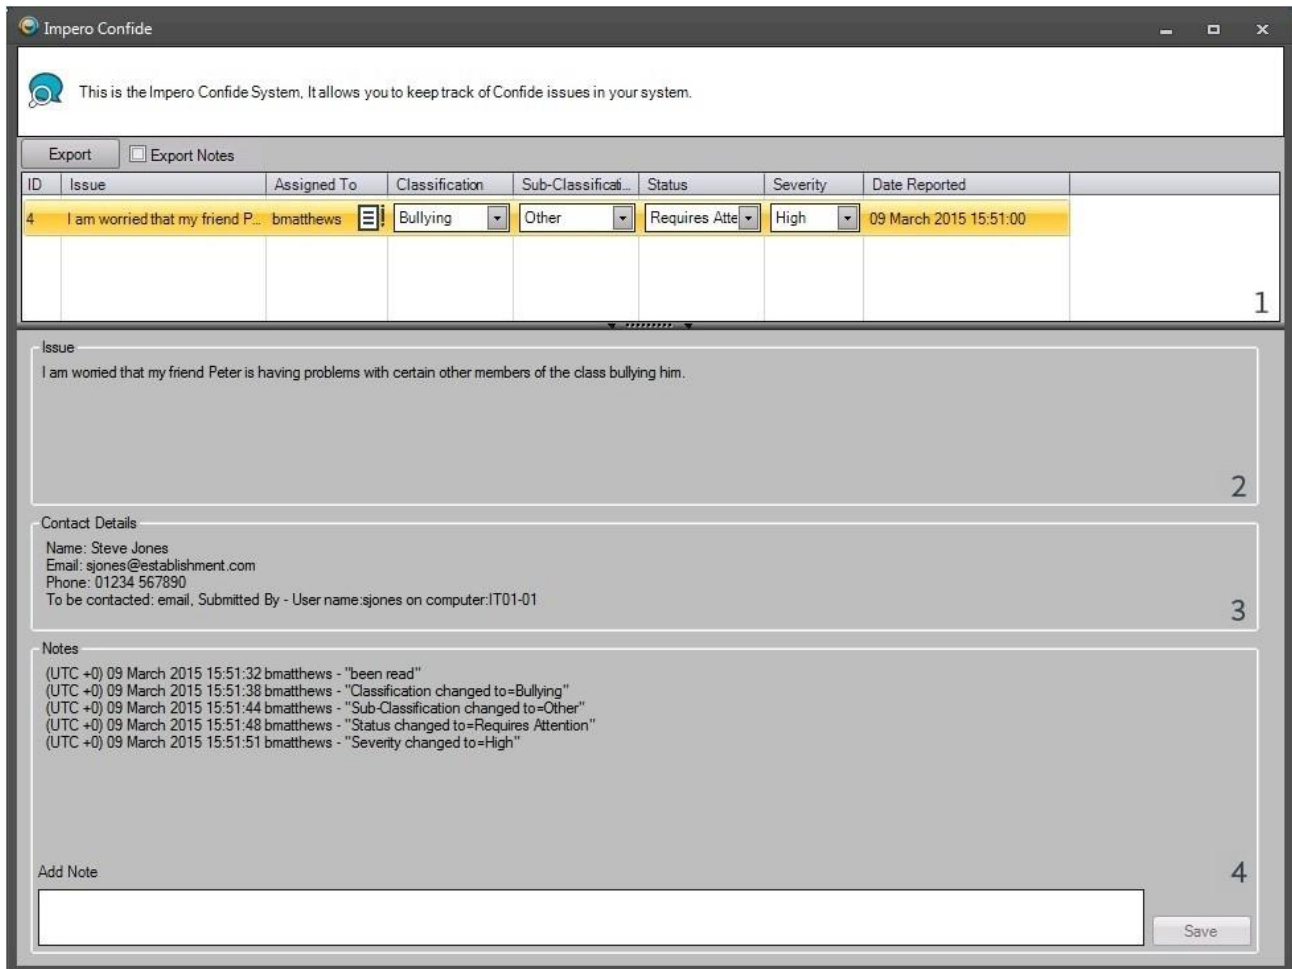 Impero Confide
This is the Impero Confide System, It allows you to keep track of Confide issues in your system.
Export Export Notes
ID Issue Assigned To Classification Sub-Classificati... Status Severity Date Reported
4 I am worried that my friend P... bmatthews Bullying Other Requires Atte High 09 March 2015 15:51:00
1
Issue
I am worried that my friend Peter is having problems with certain other members of the class bullying him.
2
Contact Details
Name: Steve Jones
Email: sjones@establishment.com
Phone: 01234 567890
To be contacted: email, Submitted By - User name:sjones on computer:IT01-01
3
Notes
(UTC +0) 09 March 2015 15:51:32 bmatthews - "been read"
(UTC +0) 09 March 2015 15:51:38 bmatthews - "Classification changed to=Bullying"
(UTC +0) 09 March 2015 15:51:44 bmatthews - "Sub-Classification changed to=Other"
(UTC +0) 09 March 2015 15:51:48 bmatthews - "Status changed to=Requires Attention"
(UTC +0) 09 March 2015 15:51:51 bmatthews - "Severity changed to=High"
Add Note
4
Save